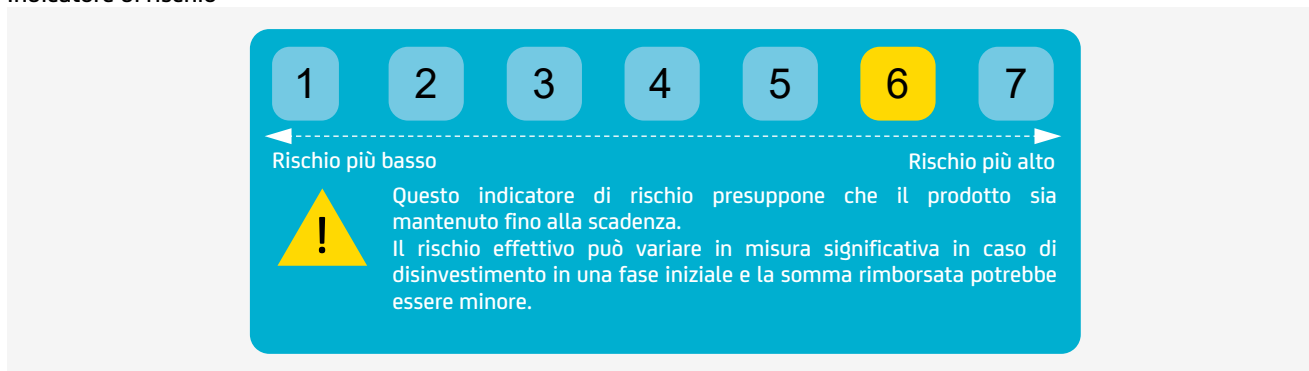 Indicatore di rischio
1 2 3 4 5 6 7
Rischio più basso Rischio più alto
Questo indicatore di rischio presuppone che il prodotto sia
mantenuto fino alla scadenza.
!
Il rischio effettivo può variare in misura significativa in caso di
disinvestimento in una fase iniziale e la somma rimborsata potrebbe
essere minore.